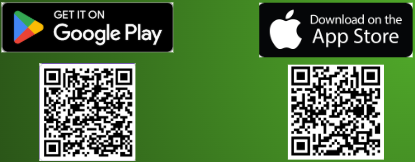 GET IT ON
Google Play
Download on the
App Store